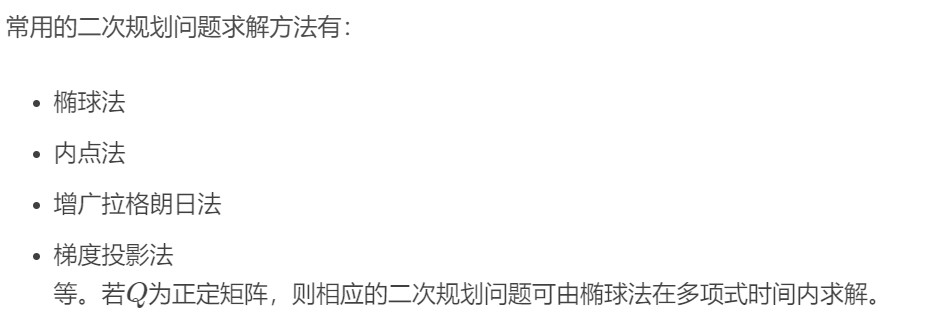 常用的二次规划问题求解方法有：
• 椭球法
• 内点法
• 增广拉格朗日法
• 梯度投影法
等。若Q为正定矩阵，则相应的二次规划问题可由椭球法在多项式时间内求解。